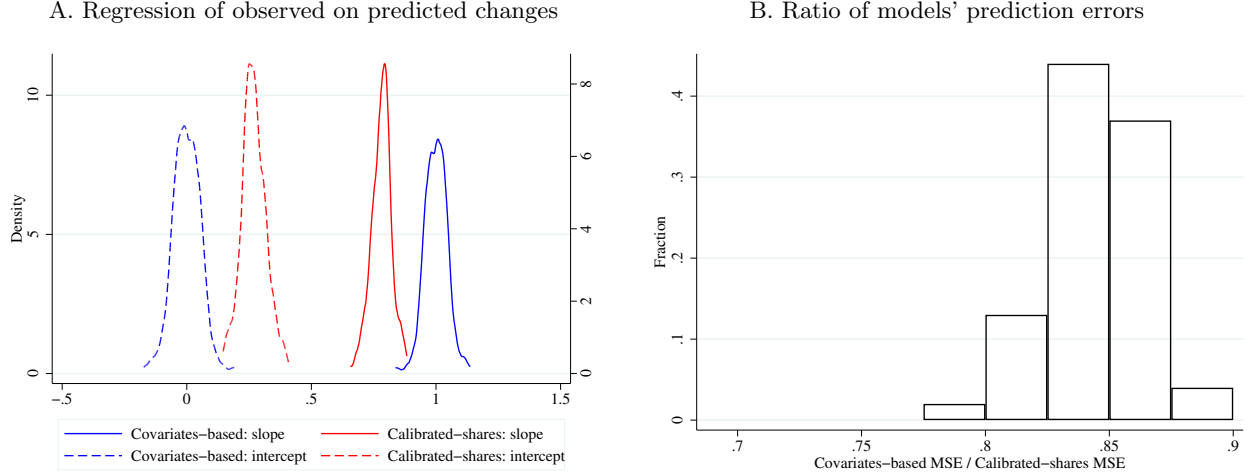 A. Regression of observed on predicted changes
Density
10
5
0
8
6
4
2
0
-.5 0 .5 1 1.5
Covariates−based: slope Calibrated−shares: slope
Covariates−based: intercept Calibrated−shares: intercept
B. Ratio of models' prediction errors
Fraction
.4
.3
.2
.1
0
.7 .75 .8 .85 .9
Covariates−based MSE / Calibrated−shares MSE